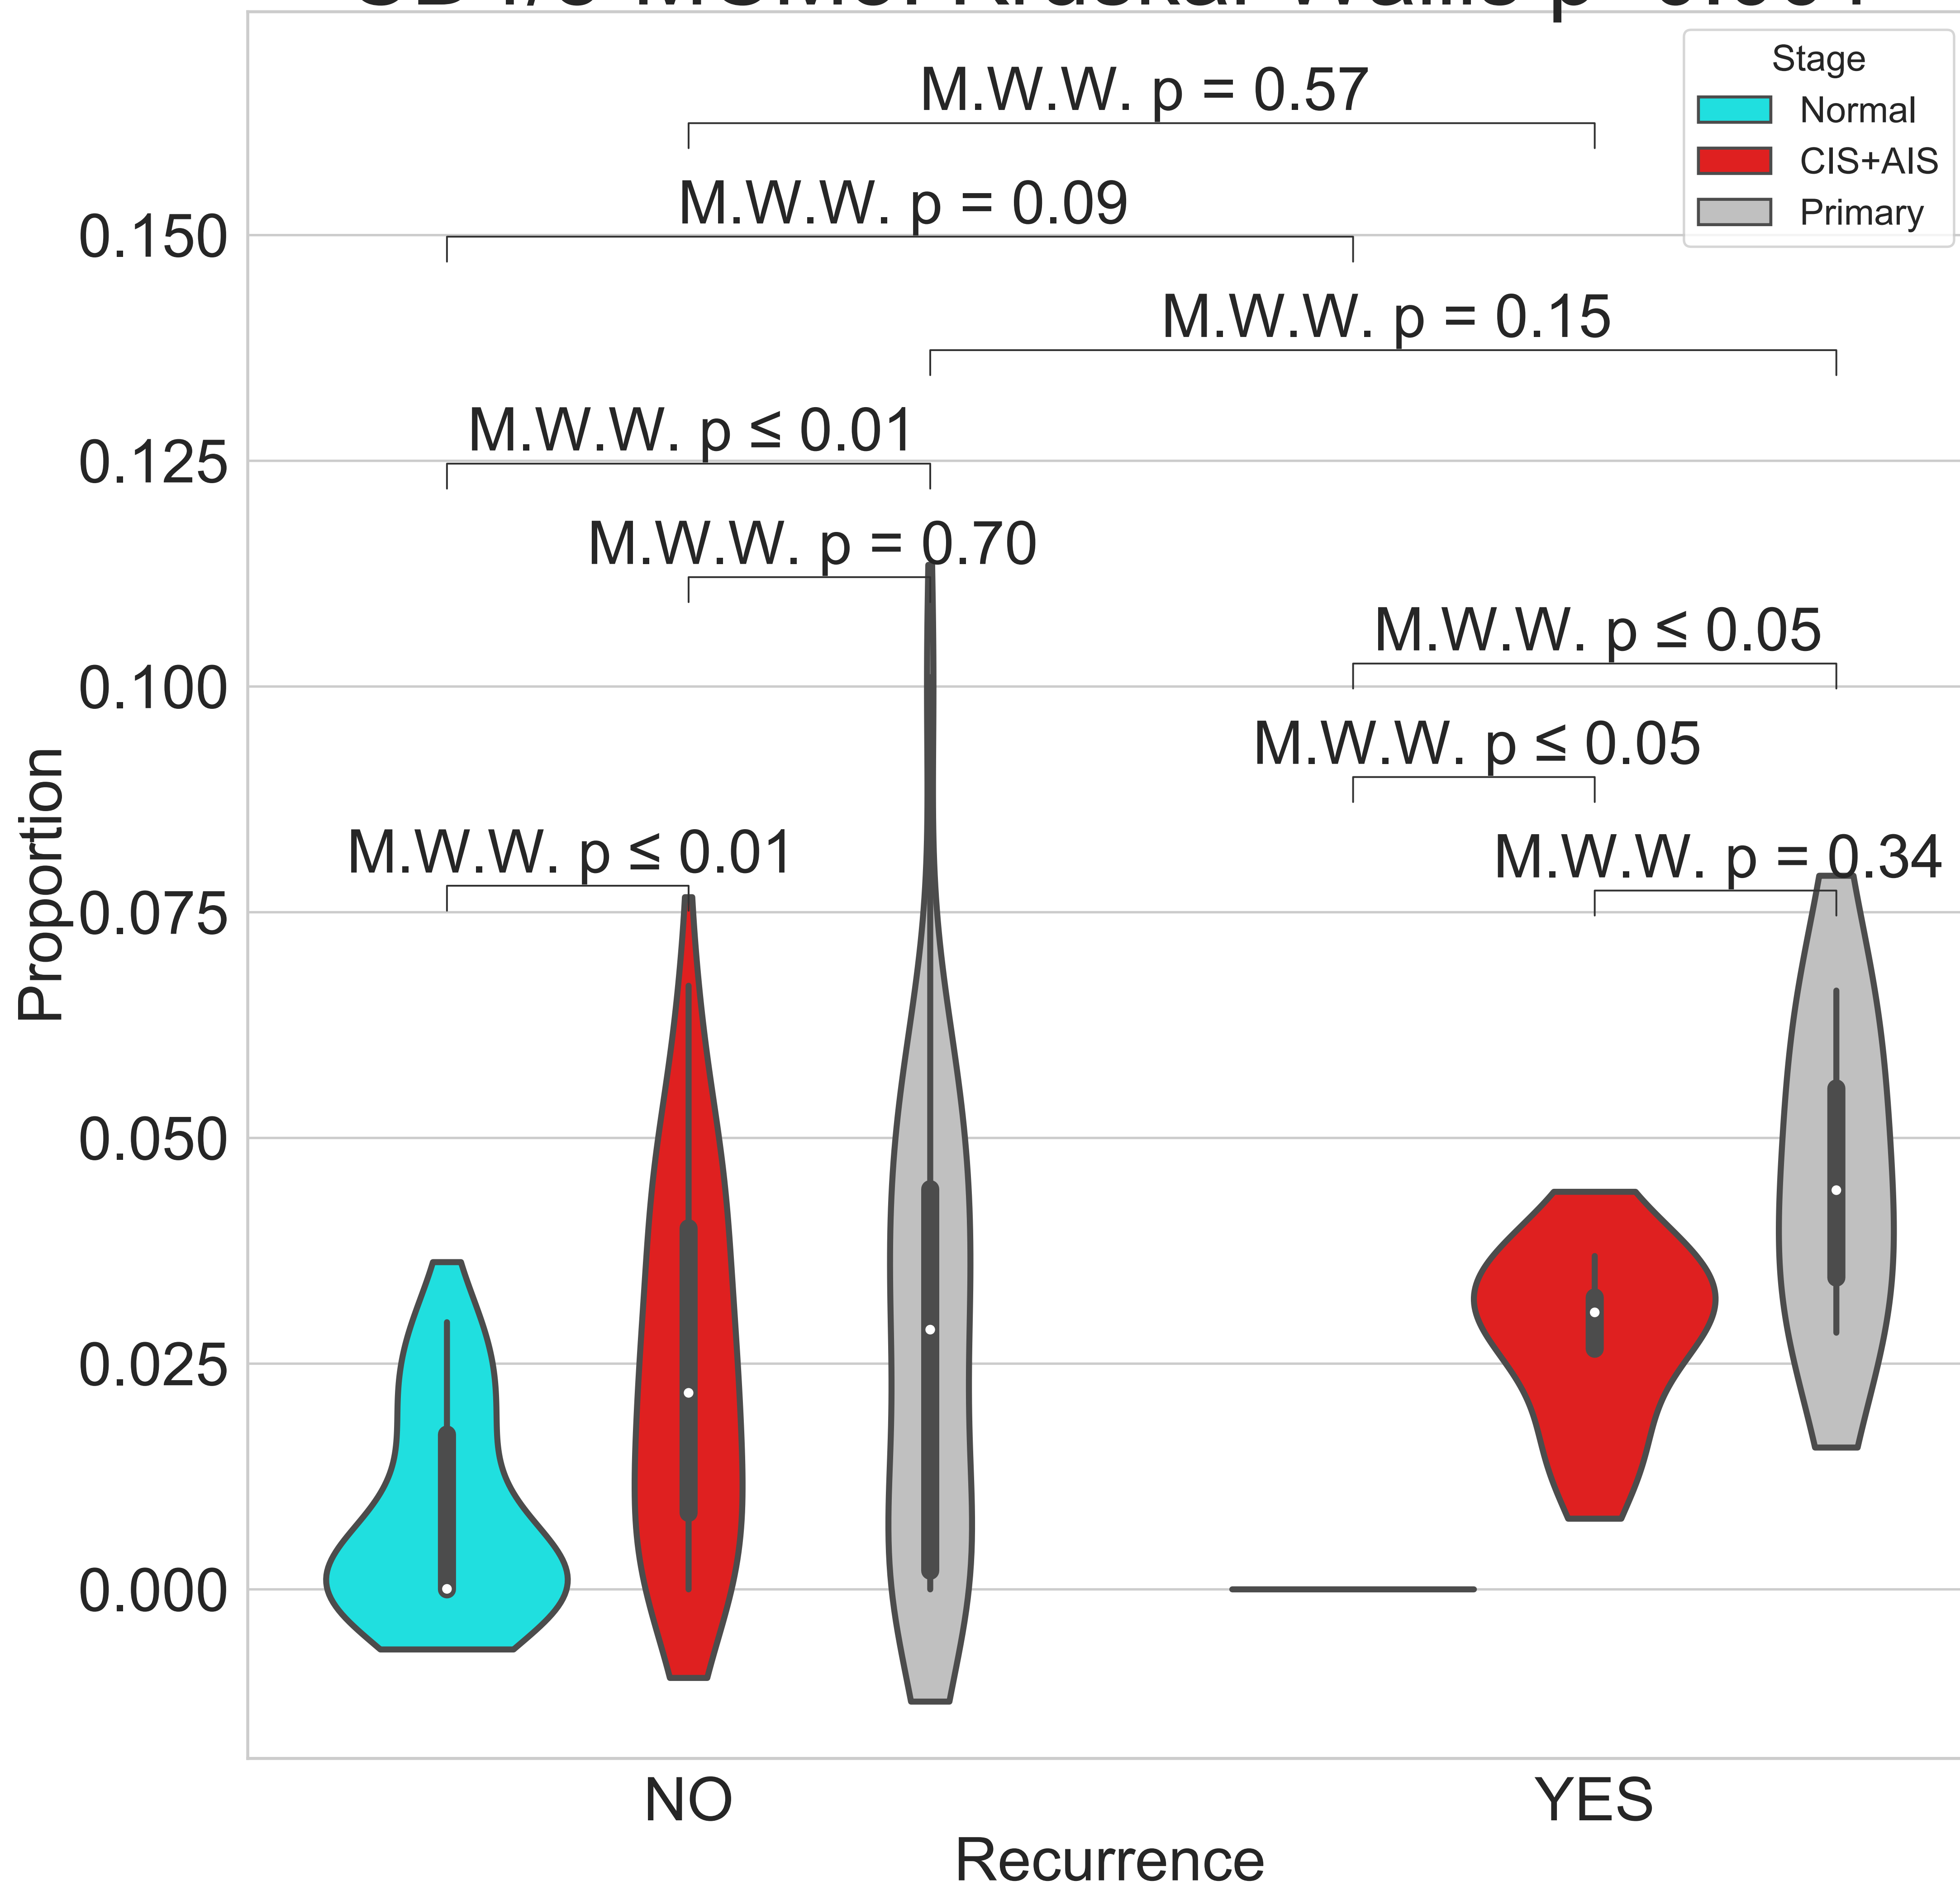 Stage
Normal
CIS+AIS
Primary
M.W.W. p = 0.57
M.W.W. p = 0.09
M.W.W. p = 0.15
M.W.W. p ≤ 0.01
M.W.W. p = 0.70
M.W.W. p ≤ 0.05
M.W.W. p ≤ 0.05
M.W.W. p ≤ 0.01
M.W.W. p = 0.34
0.150
0.125
0.100
0.075
0.050
0.025
0.000
Proportion
NO
YES
Recurrence